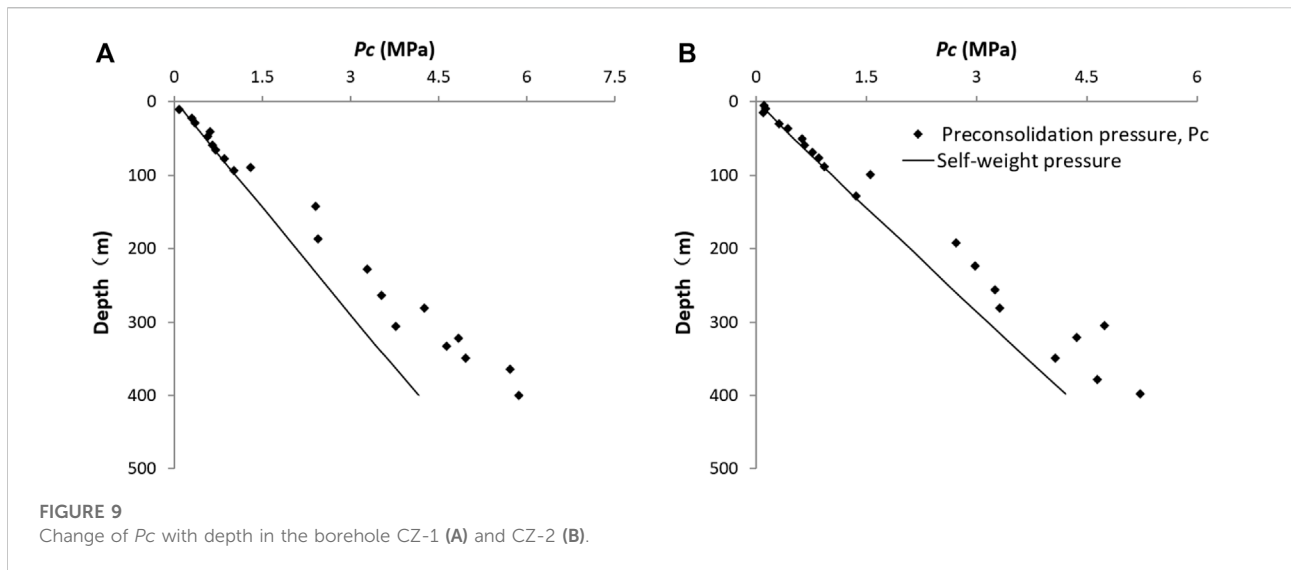 A
Pc (MPa)
0 1.5 3 4.5 6 7.5
0
100
200
300
400
500
Depth（m）
B
Pc (MPa)
0 1.5 3 4.5 6
0
100
200
300
400
500
Depth（m）
Preconsolidation pressure, Pc
Self-weight pressure
FIGURE 9
Change of Pc with depth in the borehole CZ-1 (A) and CZ-2 (B).